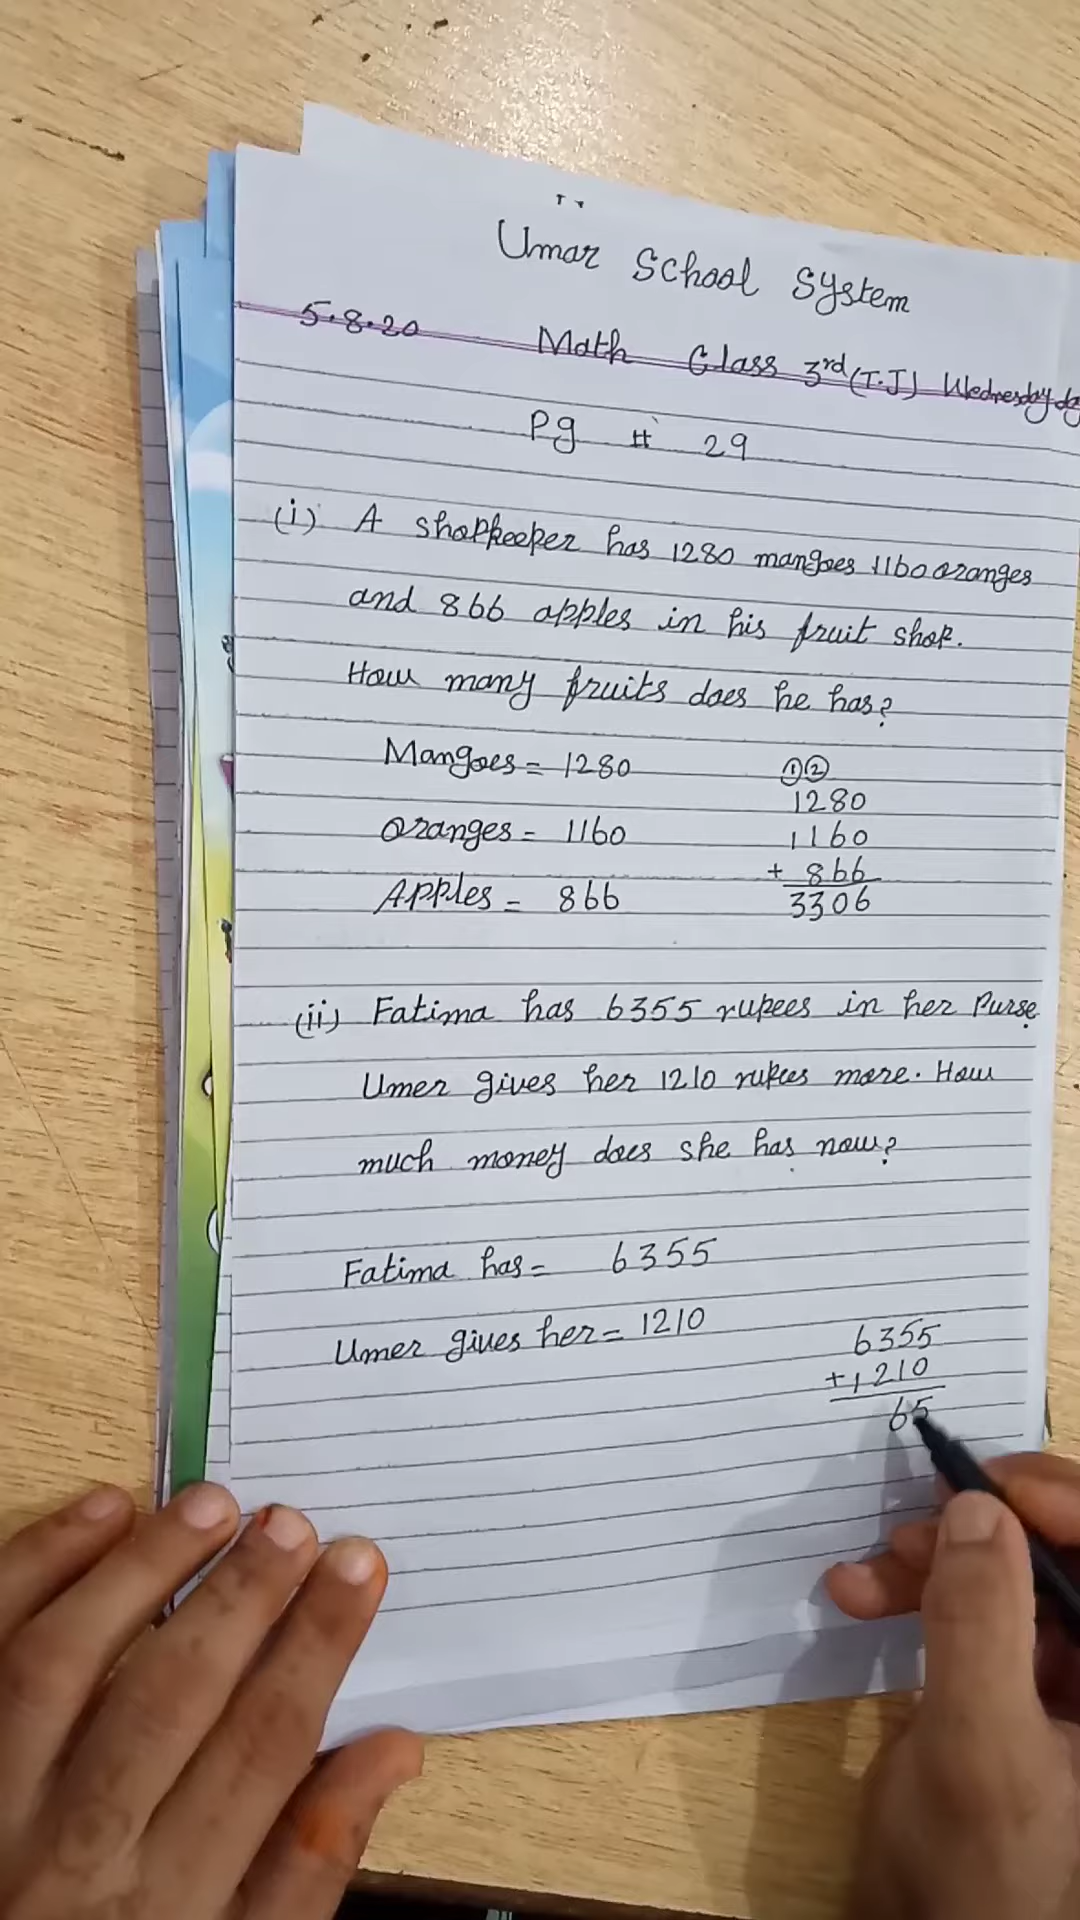 Umar School System
5.8.20 Math Class 3rd (T.J) Wednesday
Pg # 29
(i) A shopkeeper has 1280 mangoes 1160 oranges
and 866 apples in his fruit shop.
How many fruits does he has?
Mangoes = 1280
Oranges = 1160
Apples = 866
①②
1280
1160
+ 866
3306
(ii) Fatima has 6355 rupees in her Purse.
Umer gives her 1210 rupees more. How
much money does she has now?
Fatima has = 6355
Umer gives her = 1210
6355
+1210
65